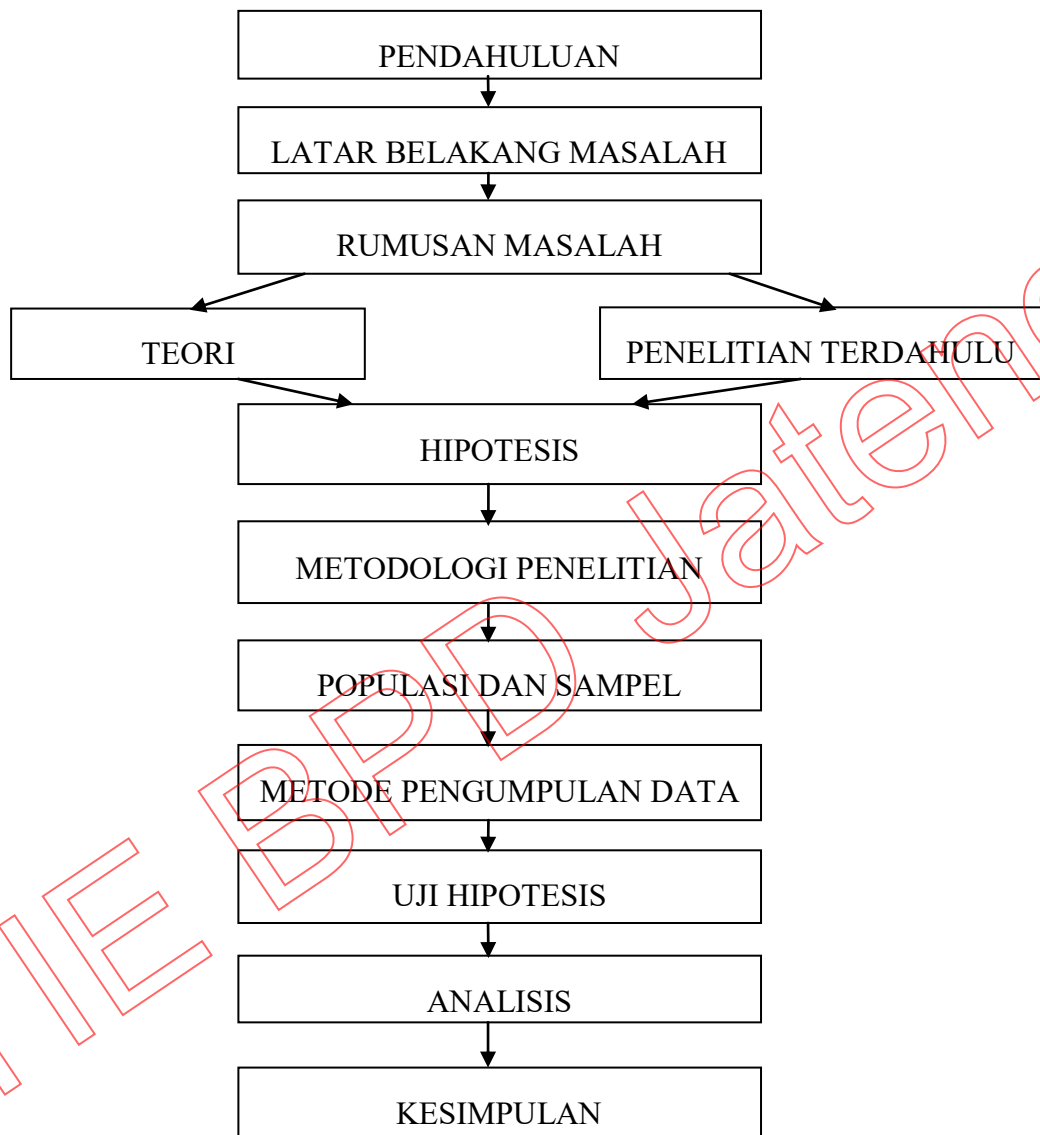 PENDAHULUAN
LATAR BELAKANG MASALAH
RUMUSAN MASALAH
TEORI
PENELITIAN TERDAHULU
HIPOTESIS
METODOLOGI PENELITIAN
POPULASI DAN SAMPEL
METODE PENGUMPULAN DATA
UJI HIPOTESIS
ANALISIS
KESIMPULAN
IE BPD Jaten